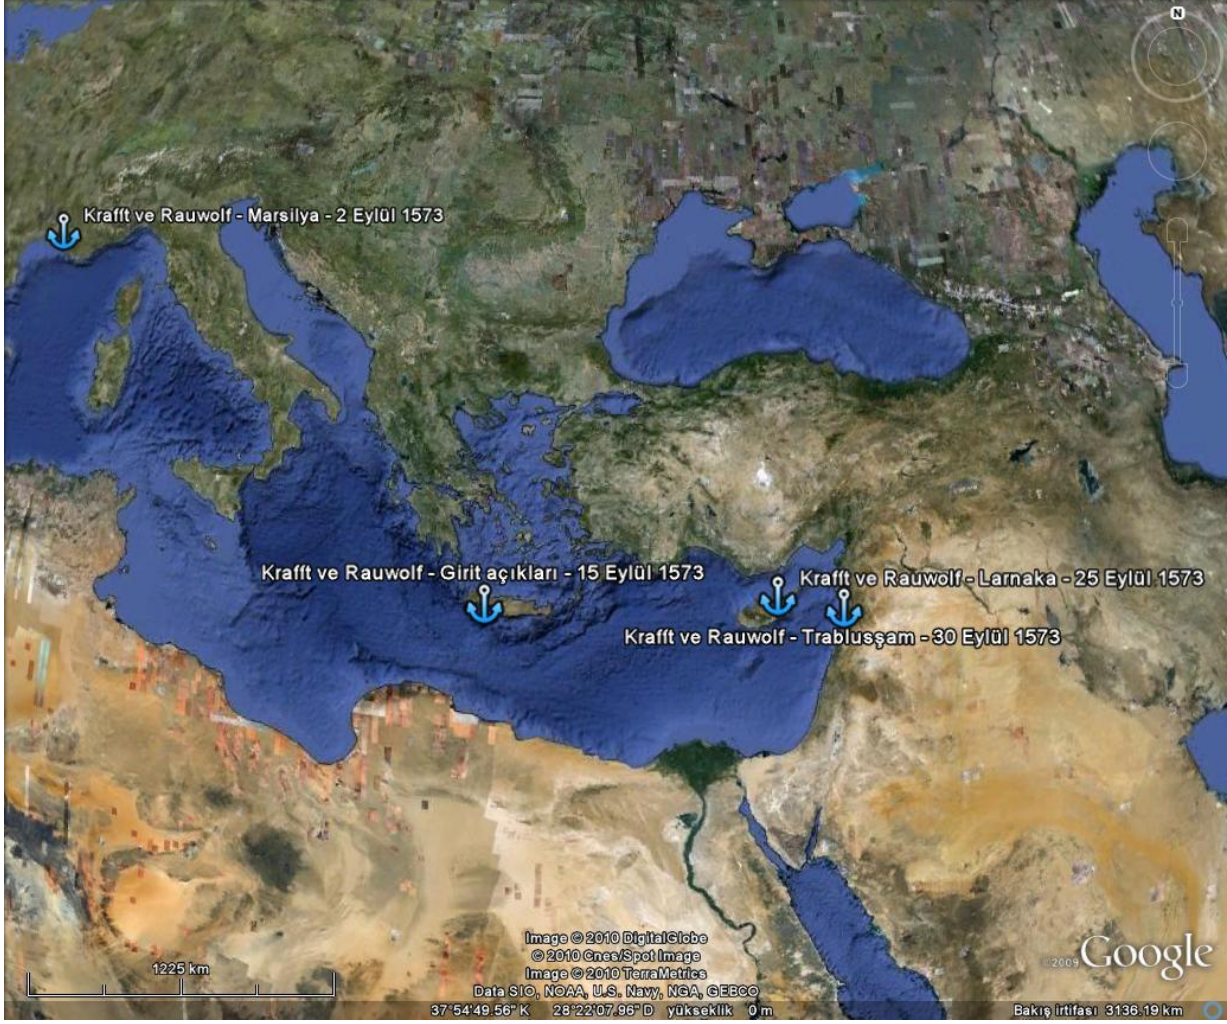 N
Krafft ve Rauwolf - Marsilya - 2 Eylül 1573
Krafft ve Rauwolf - Girit açıkları - 15 Eylül 1573
Krafft ve Rauwolf - Larnaka - 25 Eylül 1573
Krafft ve Rauwolf - Trablusşam - 30 Eylül 1573
Image © 2010 DigitalGlobe
© 2010 Cnes/Spot Image
Image © 2010 TerraMetrics
Data SIO, NOAA, U.S. Navy, NGA, GEBCO
©2009 Google
1225 km
37°54'49.56" K 28°22'07.96" D yükseklik 0 m
Bakış irtifası 3136.19 km